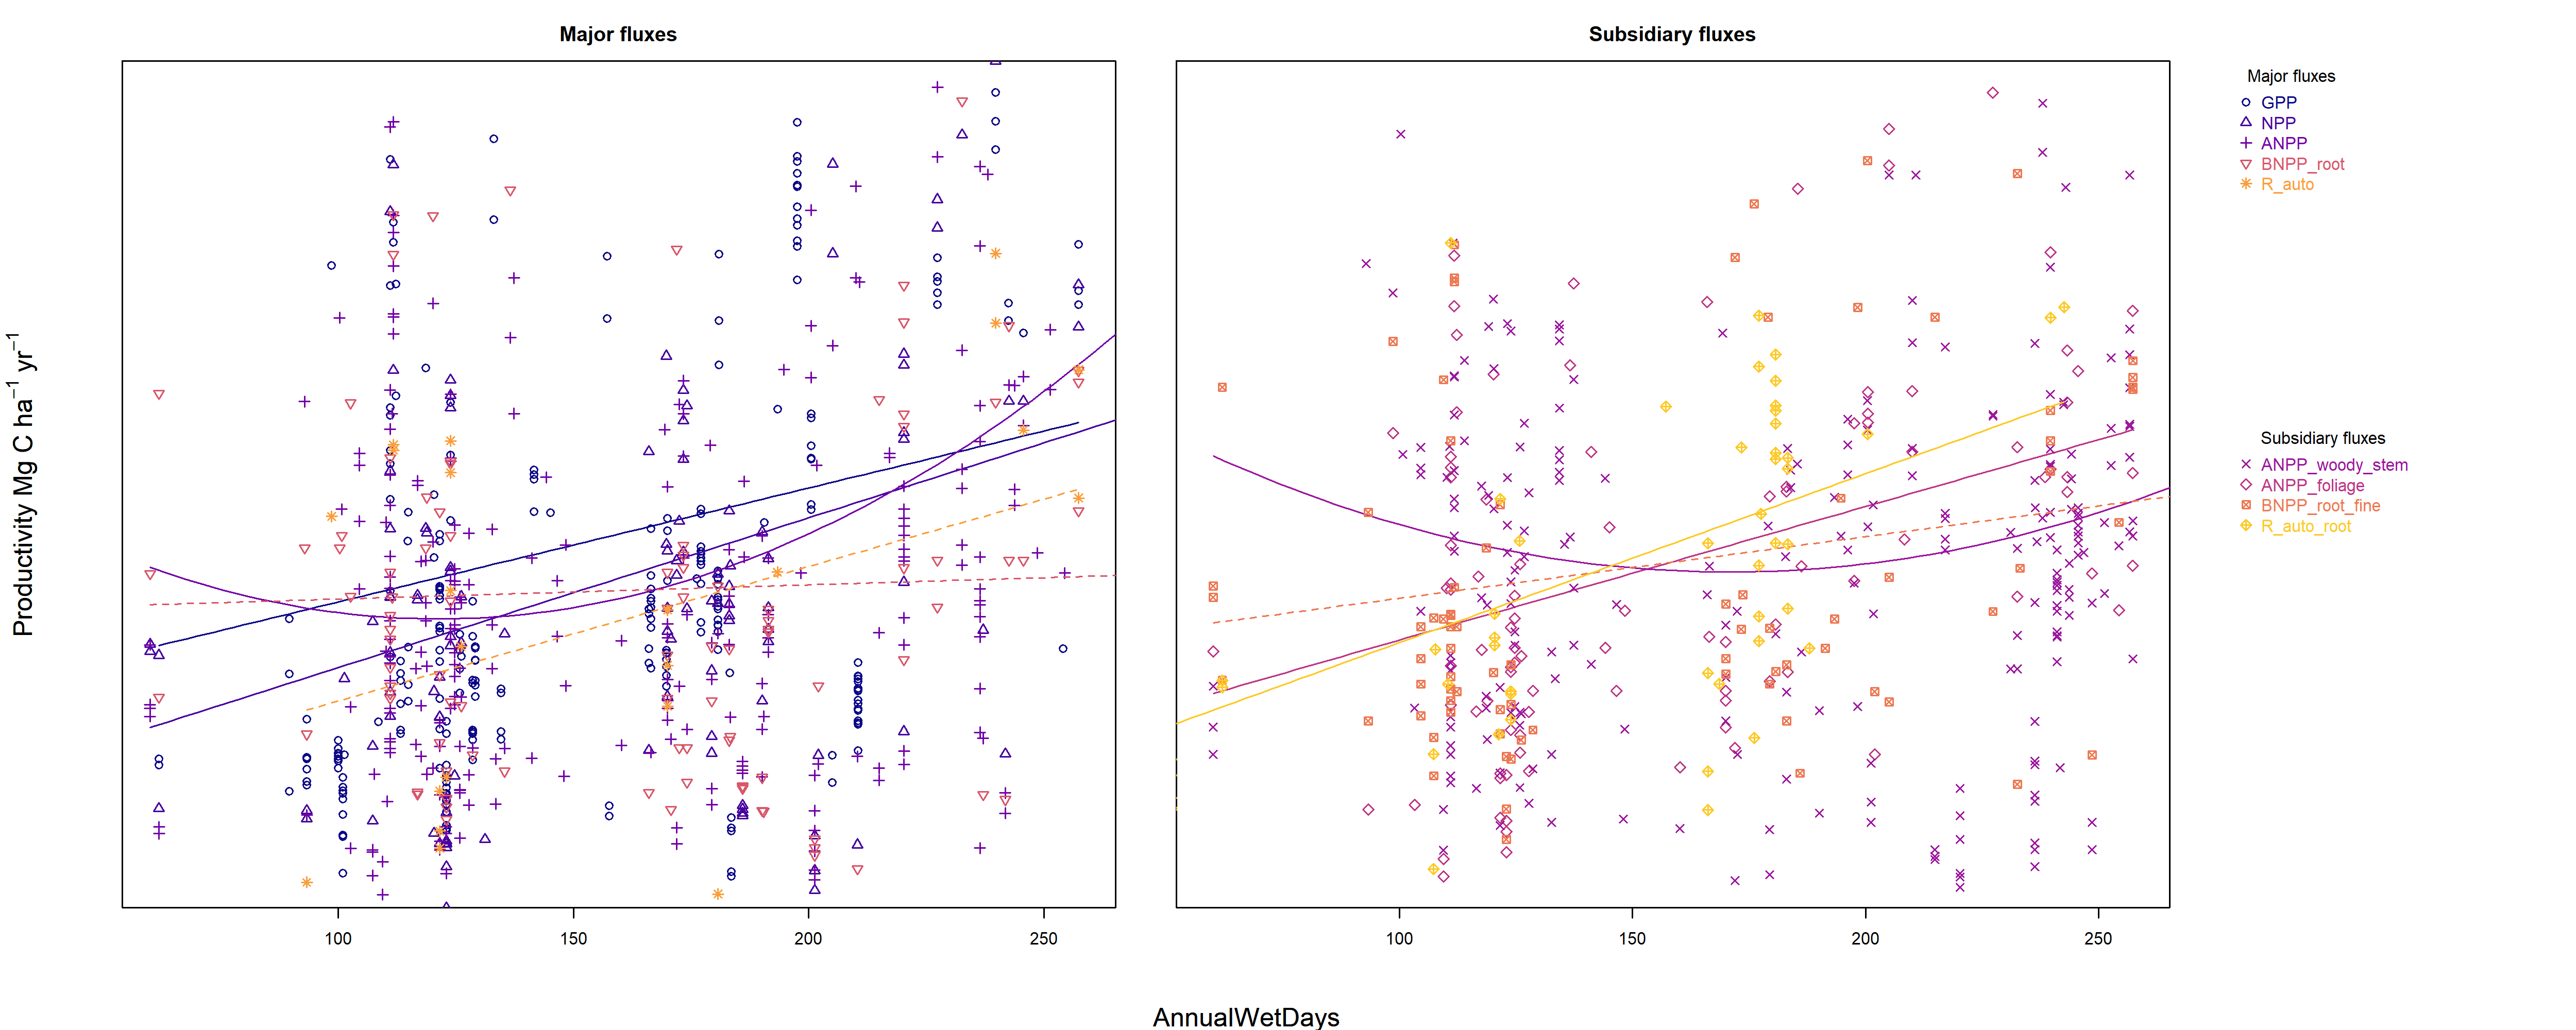 Major fluxes
Subsidiary fluxes
Productivity Mg C ha⁻¹ yr⁻¹
100
150
200
250
100
150
200
250
AnnualWetDays
Major fluxes
GPP
NPP
ANPP
BNPP_root
R_auto
Subsidiary fluxes
ANPP_woody_stem
ANPP_foliage
BNPP_root_fine
R_auto_root